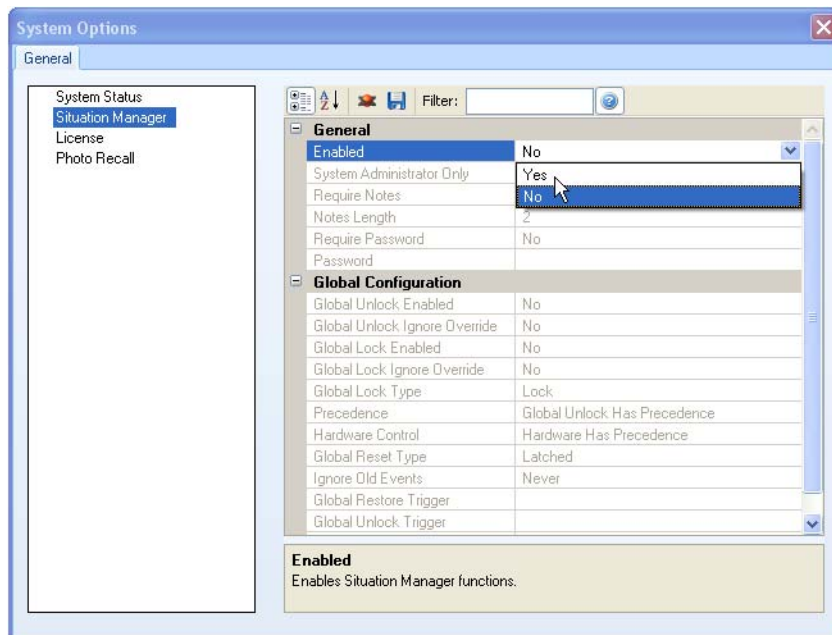 System Options
General
System Status
Situation Manager
License
Photo Recall
Filter:
General
Enabled No
System Administrator Only Yes
Require Notes No
Notes Length 2
Require Password No
Password
Global Configuration
Global Unlock Enabled No
Global Unlock Ignore Override No
Global Lock Enabled No
Global Lock Ignore Override No
Global Lock Type Lock
Precedence Global Unlock Has Precedence
Hardware Control Hardware Has Precedence
Global Reset Type Latched
Ignore Old Events Never
Global Restore Trigger
Global Unlock Trigger
Enabled
Enables Situation Manager functions.